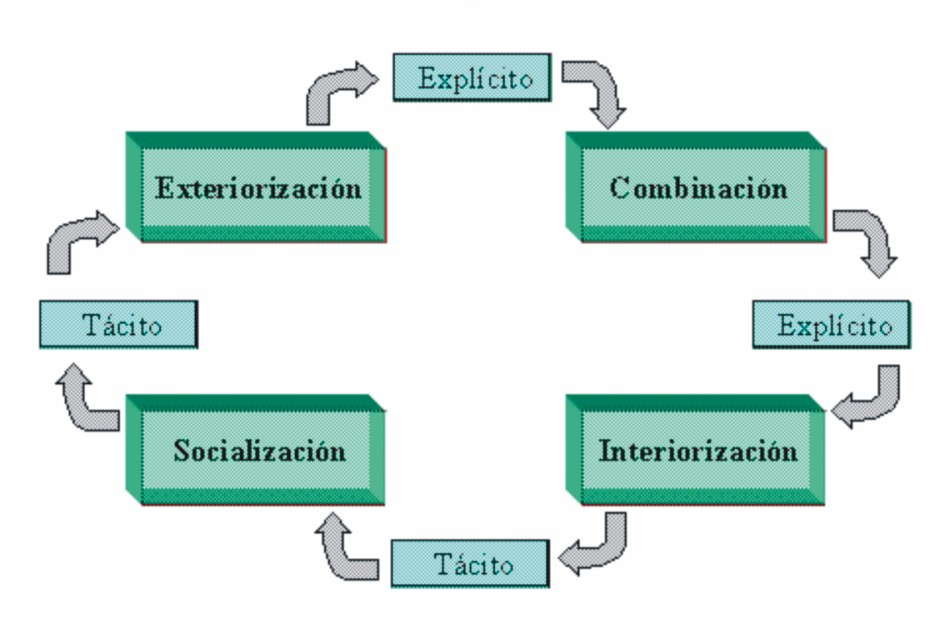 Explícito
Exteriorización
Combinación
Tácito
Explícito
Socialización
Interiorización
Tácito